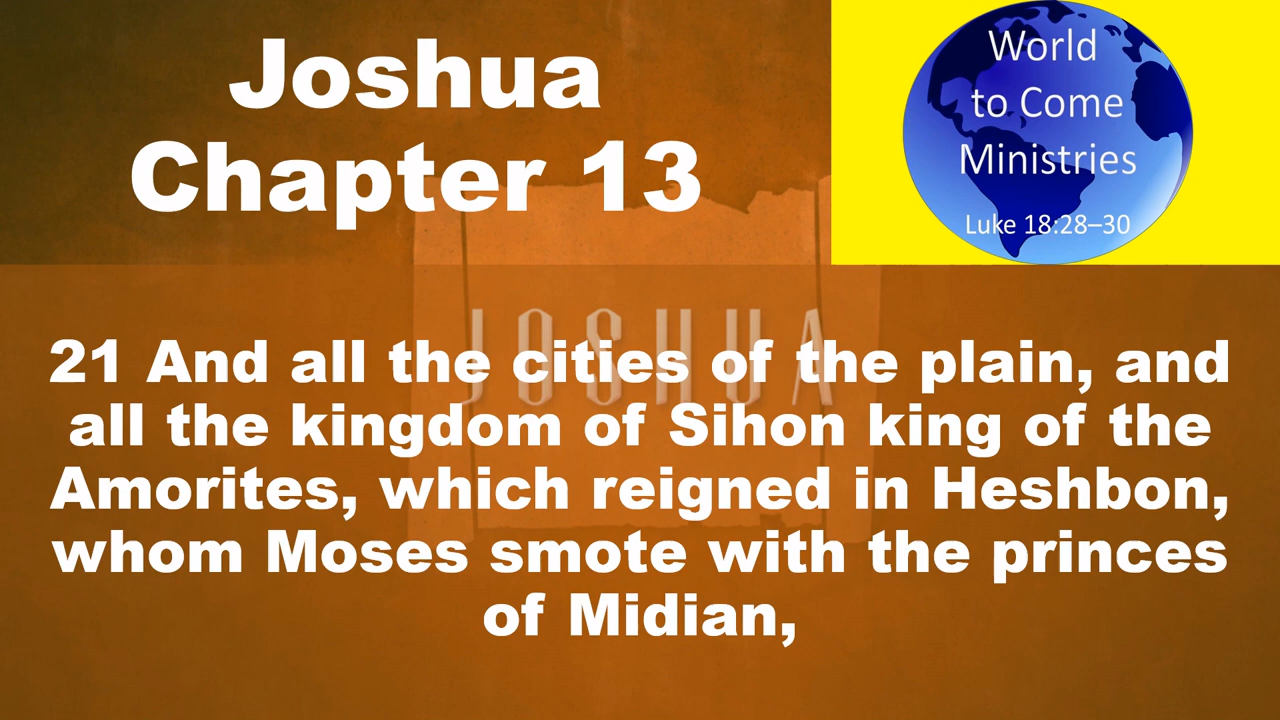 Joshua
Chapter 13
World
to Come
Ministries
Luke 18:28–30
JOSHUA
21 And all the cities of the plain, and
all the kingdom of Sihon king of the
Amorites, which reigned in Heshbon,
whom Moses smote with the princes
of Midian,